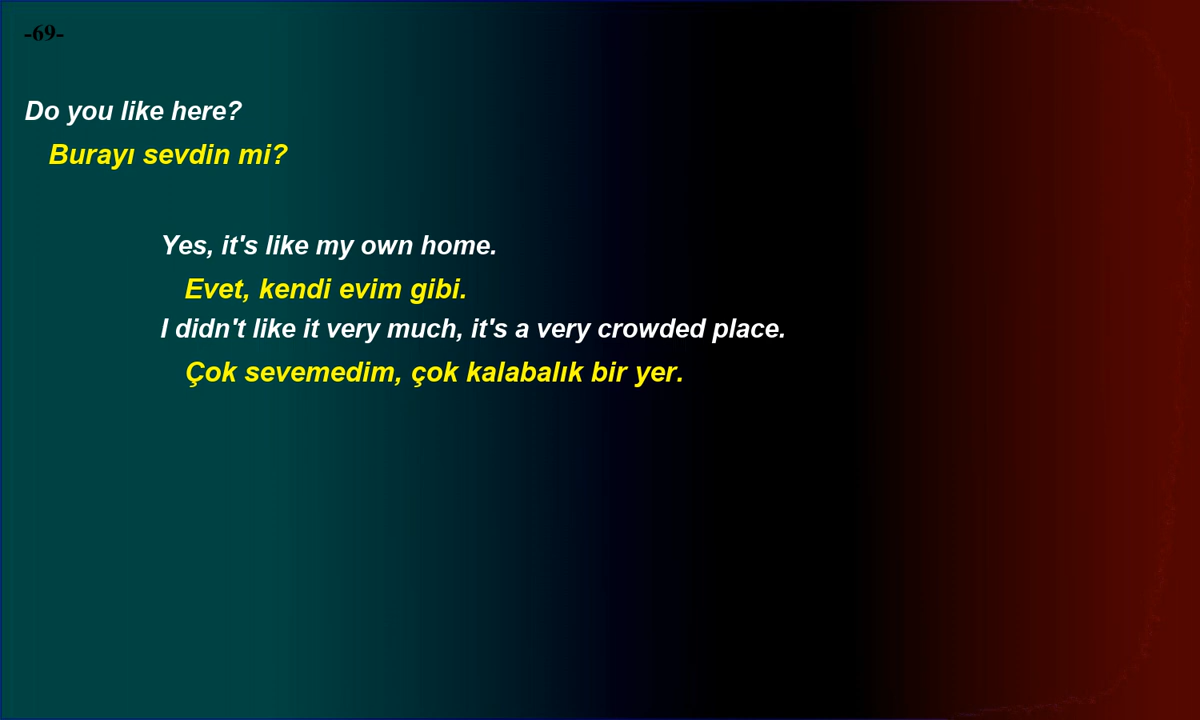 -69-
Do you like here?
Burayı sevdin mi?
Yes, it's like my own home.
Evet, kendi evim gibi.
I didn't like it very much, it's a very crowded place.
Çok sevemedim, çok kalabalık bir yer.